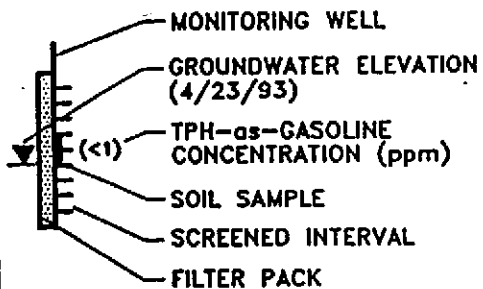 MONITORING WELL
GROUNDWATER ELEVATION
(4/23/93)
(<1)
TPH-as-GASOLINE
CONCENTRATION (ppm)
SOIL SAMPLE
SCREENED INTERVAL
FILTER PACK